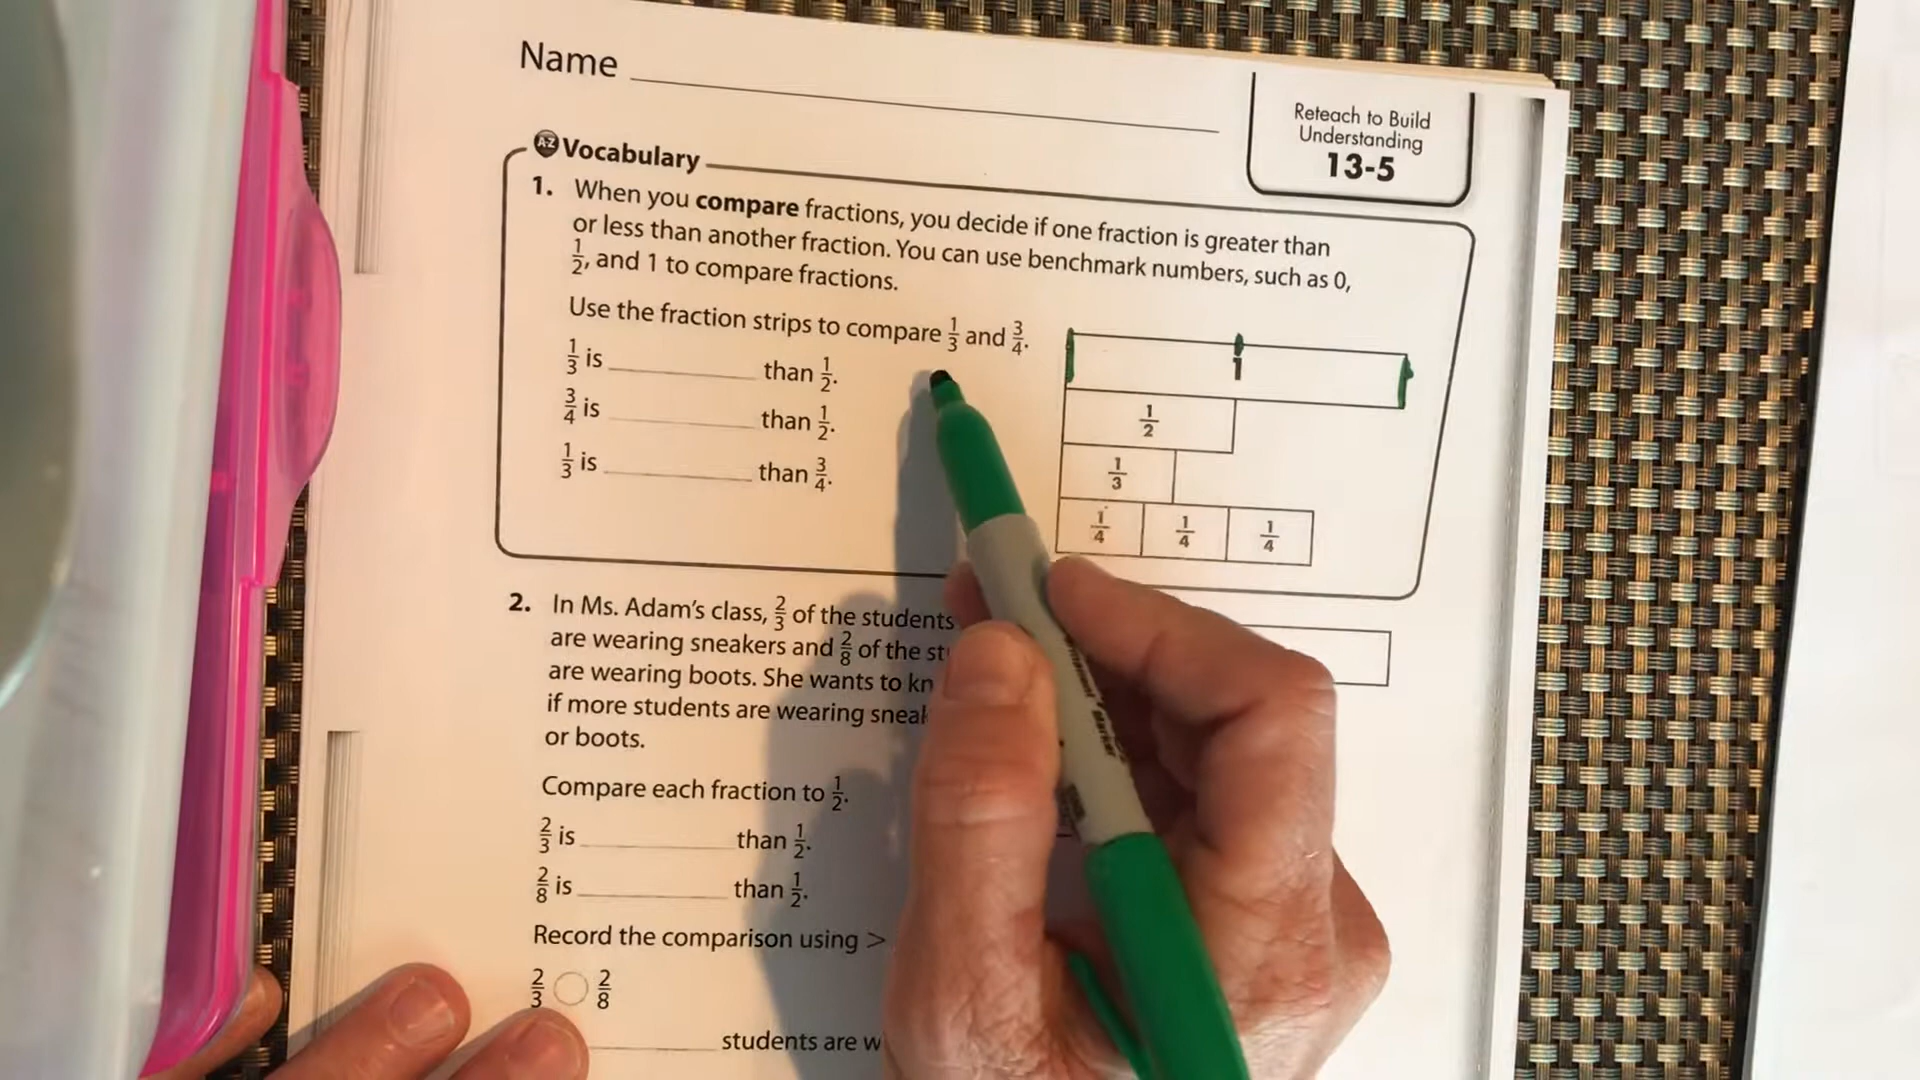 Name
Reteach to Build
Understanding
13-5
A-Z Vocabulary
1. When you compare fractions, you decide if one fraction is greater than
or less than another fraction. You can use benchmark numbers, such as 0,
1/2, and 1 to compare fractions.
Use the fraction strips to compare 1/3 and 3/4.
1/3 is ____ than 1/2.
3/4 is ____ than 1/2.
1/3 is ____ than 3/4.
1
1/2
1/3
1/4 1/4 1/4
2. In Ms. Adam's class, 2/3 of the students
are wearing sneakers and 2/8 of the
are wearing boots. She wants to
if more students are wearing
or boots.
Compare each fraction to 1/2.
2/3 is ____ than 1/2.
2/8 is ____ than 1/2.
Record the comparison using >
2/3 ◯ 2/8
____ students are